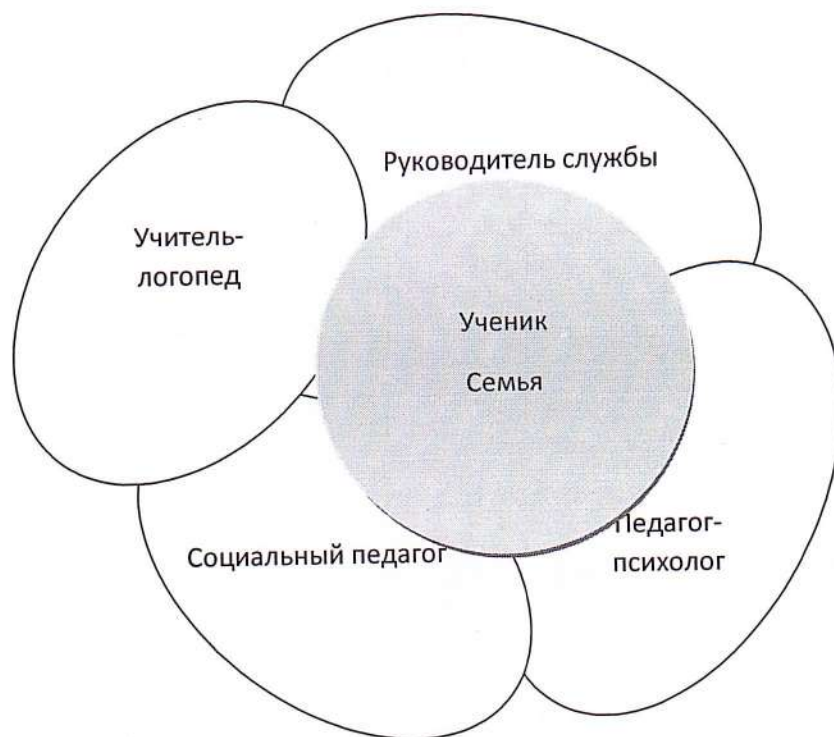 Руководитель службы
Учитель-
логопед
Ученик
Семья
Социальный педагог
Педагог-
психолог